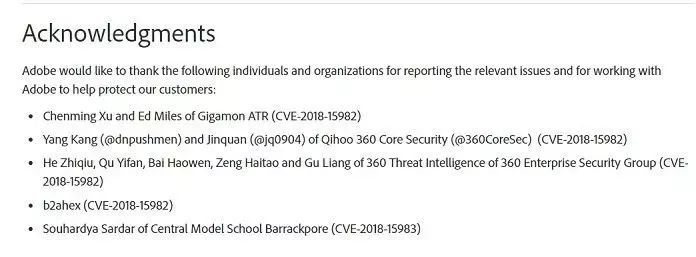 Acknowledgments
Adobe would like to thank the following individuals and organizations for reporting the relevant issues and for working with
Adobe to help protect our customers:
• Chenming Xu and Ed Miles of Gigamon ATR (CVE-2018-15982)
• Yang Kang (@dnpushmen) and Jinquan (@jq0904) of Qihoo 360 Core Security (@360CoreSec) (CVE-2018-15982)
• He Zhiqiu, Qu Yifan, Bai Haowen, Zeng Haitao and Gu Liang of 360 Threat Intelligence of 360 Enterprise Security Group (CVE-
2018-15982)
• b2ahex (CVE-2018-15982)
• Souhardya Sardar of Central Model School Barrackpore (CVE-2018-15983)